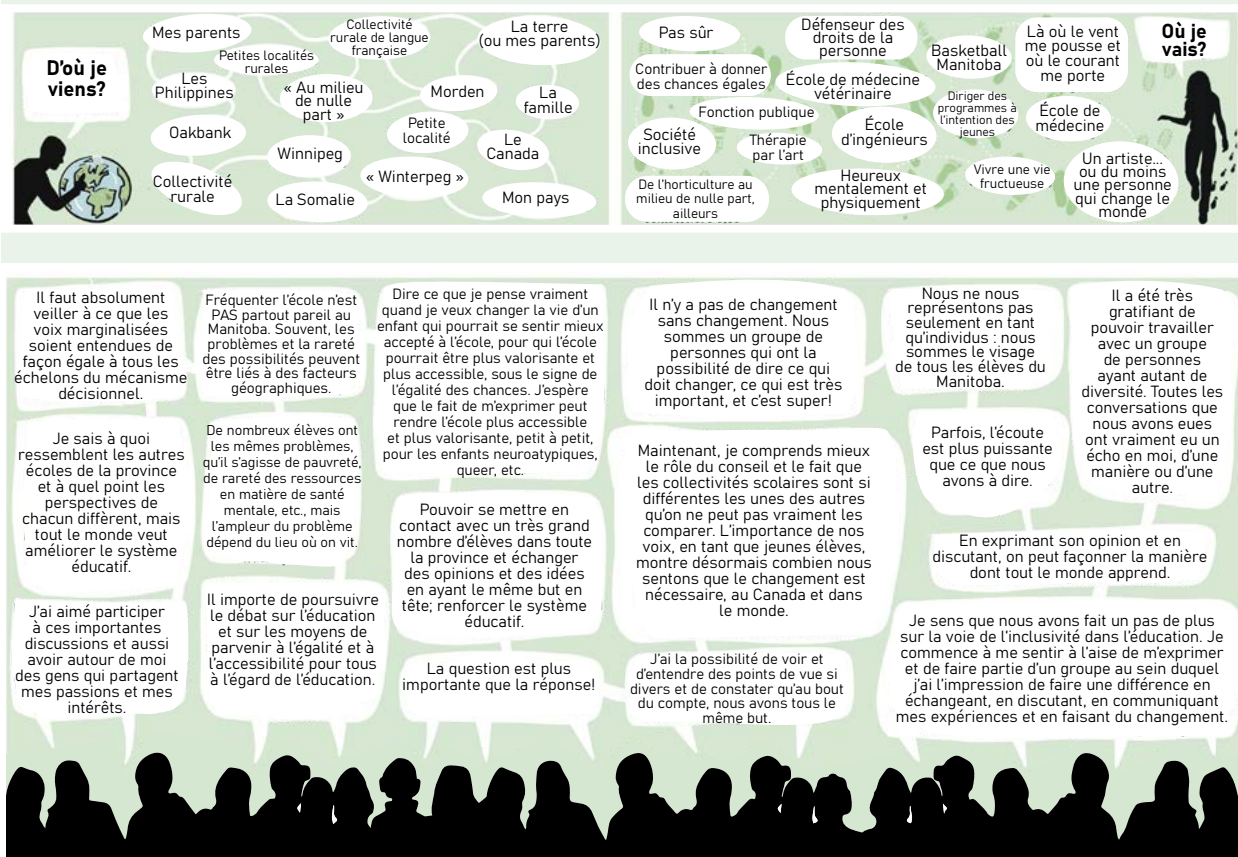 D'où je
viens?
Mes parents
Collectivité
rurale de langue
française
La terre
(ou mes parents)
Petites localités
rurales
Les
Philippines
« Au milieu
de nulle
part »
Morden
La
famille
Oakbank
Petite
localité
Winnipeg
Le
Canada
Collectivité
rurale
« Winterpeg »
La Somalie
Mon pays
Où je
vais?
Pas sûr
Défenseur des
droits de la
personne
Basketball
Manitoba
Là où le vent
me pousse et
où le courant
me porte
Contribuer à donner
des chances égales
École de médecine
vétérinaire
Fonction publique
Diriger des
programmes à
l'intention des
jeunes
École de
médecine
Société
inclusive
Thérapie
par l'art
École
d'ingénieurs
De l'horticulture au
milieu de nulle part,
ailleurs
Heureux
mentalement et
physiquement
Vivre une vie
fructueuse
Un artiste...
ou du moins
une personne
qui change le
monde
Il faut absolument
veiller à ce que les
voix marginalisées
soient entendues de
façon égale à tous les
échelons du mécanisme
décisionnel.
Je sais à quoi
ressemblent les autres
écoles de la province
et à quel point les
perspectives de
chacun diffèrent, mais
tout le monde veut
améliorer le système
éducatif.
J'ai aimé participer
à ces importantes
discussions et aussi
avoir autour de moi
des gens qui partagent
mes passions et mes
intérêts.
Fréquenter l'école n'est
PAS partout pareil au
Manitoba. Souvent, les
problèmes et la rareté
des possibilités peuvent
être liés à des facteurs
géographiques.
De nombreux élèves ont
les mêmes problèmes,
qu'il s'agisse de pauvreté,
de rareté des ressources
en matière de santé
mentale, etc., mais
l'ampleur du problème
dépend du lieu où on vit.
Il importe de poursuivre
le débat sur l'éducation
et sur les moyens de
parvenir à l'égalité et à
l'accessibilité pour tous
à l'égard de l'éducation.
Dire ce que je pense vraiment
quand je veux changer la vie d'un
enfant qui pourrait se sentir mieux
accepté à l'école, pour qui l'école
pourrait être plus valorisante et
plus accessible, sous le signe de
l'égalité des chances. J'espère
que le fait de m'exprimer peut
rendre l'école plus accessible
et plus valorisante, petit à petit,
pour les enfants neuroatypiques,
queer, etc.
Pouvoir se mettre en
contact avec un très grand
nombre d'élèves dans toute
la province et échanger
des opinions et des idées
en ayant le même but en
tête; renforcer le système
éducatif.
La question est plus
importante que la réponse!
Il n'y a pas de changement
sans changement. Nous
sommes un groupe de
personnes qui ont la
possibilité de dire ce qui
doit changer, ce qui est très
important, et c'est super!
Maintenant, je comprends mieux
le rôle du conseil et le fait que
les collectivités scolaires sont si
différentes les unes des autres
qu'on ne peut pas vraiment les
comparer. L'importance de nos
voix, en tant que jeunes élèves,
montre désormais combien nous
sentons que le changement est
nécessaire, au Canada et dans
le monde.
J'ai la possibilité de voir et
d'entendre des points de vue si
divers et de constater qu'au bout
du compte, nous avons tous le
même but.
Nous ne nous
représentons pas
seulement en tant
qu'individus : nous
sommes le visage
de tous les élèves du
Manitoba.
Parfois, l'écoute
est plus puissante
que ce que nous
avons à dire.
Il a été très
gratifiant de
pouvoir travailler
avec un groupe
de personnes
ayant autant de
diversité. Toutes les
conversations que
nous avons eues
ont vraiment eu un
écho en moi, d'une
manière ou d'une
autre.
En exprimant son opinion et en
discutant, on peut façonner la manière
dont tout le monde apprend.
Je sens que nous avons fait un pas de plus
sur la voie de l'inclusivité dans l'éducation. Je
commence à me sentir à l'aise de m'exprimer
et de faire partie d'un groupe au sein duquel
j'ai l'impression de faire une différence en
échangeant, en discutant, en communiquant
mes expériences et en faisant du changement.